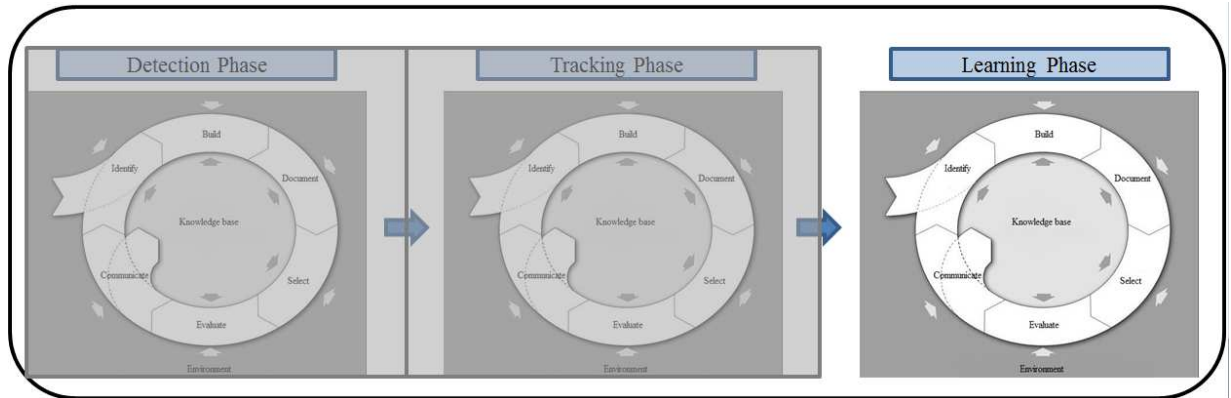 Detection Phase
Build
Identify
Document
Knowledge base
Communicate
Select
Evaluate
Environment
Tracking Phase
Build
Identify
Document
Knowledge base
Communicate
Select
Evaluate
Environment
Learning Phase
Build
Identify
Document
Knowledge base
Communicate
Select
Evaluate
Environment